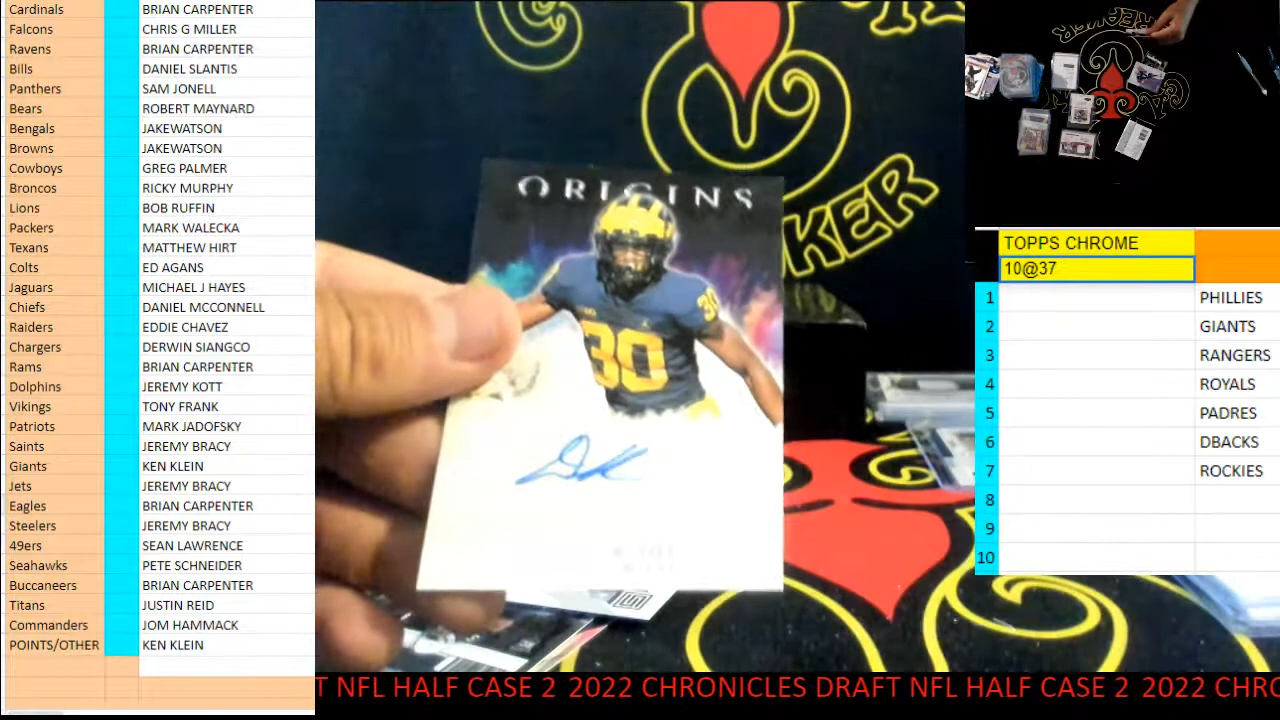 Cardinals BRIAN CARPENTER
Falcons CHRIS G MILLER
Ravens BRIAN CARPENTER
Bills DANIEL SLANTIS
Panthers SAM JONELL
Bears ROBERT MAYNARD
Bengals JAKEWATSON
Browns JAKEWATSON
Cowboys GREG PALMER
Broncos RICKY MURPHY
Lions BOB RUFFIN
Packers MARK WALECKA
Texans MATTHEW HIRT
Colts ED AGANS
Jaguars MICHAEL J HAYES
Chiefs DANIEL MCCONNELL
Raiders EDDIE CHAVEZ
Chargers DERWIN SIANGCO
Rams BRIAN CARPENTER
Dolphins JEREMY KOTT
Vikings TONY FRANK
Patriots MARK JADOFSKY
Saints JEREMY BRACY
Giants KEN KLEIN
Jets JEREMY BRACY
Eagles BRIAN CARPENTER
Steelers JEREMY BRACY
49ers SEAN LAWRENCE
Seahawks PETE SCHNEIDER
Buccaneers BRIAN CARPENTER
Titans JUSTIN REID
Commanders JOM HAMMACK
POINTS/OTHER KEN KLEIN
ORIGINS
30
30
KER
TOPPS CHROME
10@37
1 PHILLIES
2 GIANTS
3 RANGERS
4 ROYALS
5 PADRES
6 DBACKS
7 ROCKIES
8
9
10
T NFL HALF CASE 2 2022 CHRONICLES DRAFT NFL HALF CASE 2 2022 CHRO